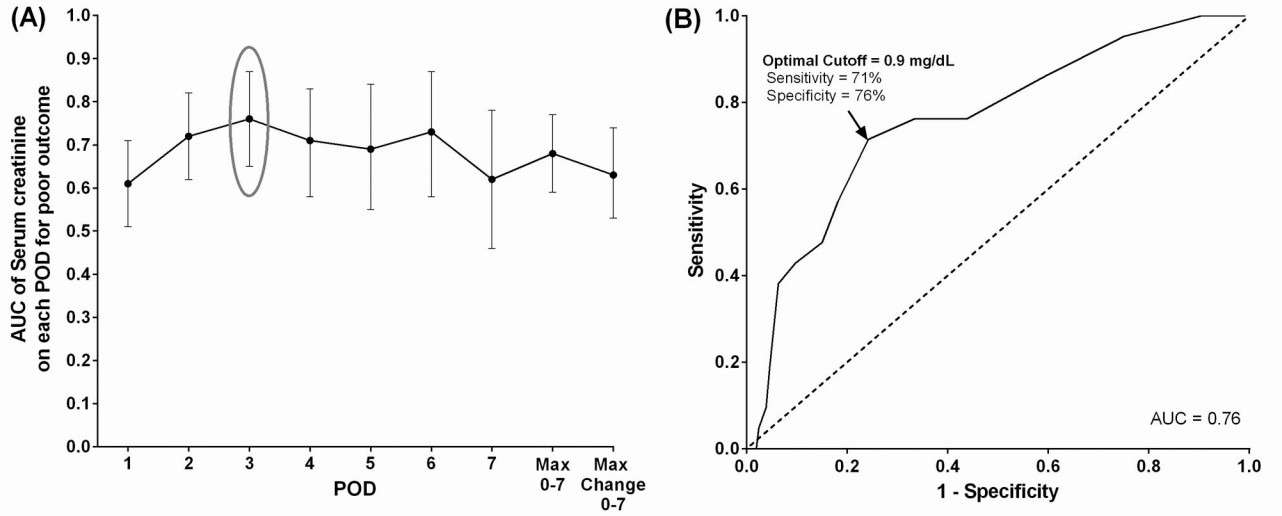 (A)
AUC of Serum creatinine
on each POD for poor outcome
1.0
0.9
0.8
0.7
0.6
0.5
0.4
0.3
0.2
0.1
0.0
1 2 3 4 5 6 7 Max 0-7 Max Change 0-7
POD
(B)
Sensitivity
1.0
0.8
0.6
0.4
0.2
0.0
Optimal Cutoff = 0.9 mg/dL
Sensitivity = 71%
Specificity = 76%
AUC = 0.76
0.0 0.2 0.4 0.6 0.8 1.0
1 - Specificity